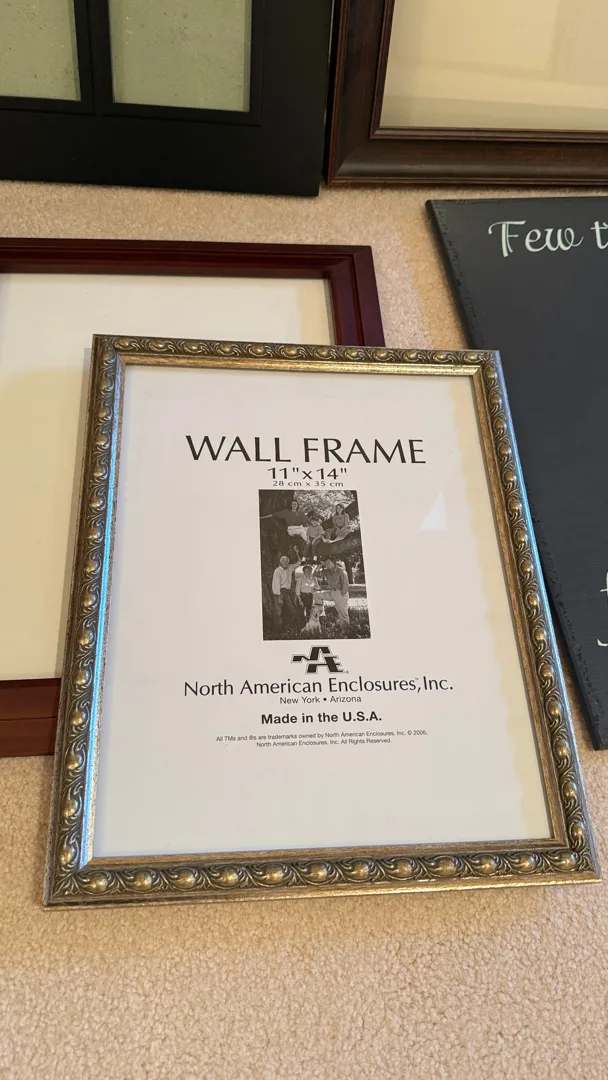 Few t
WALL FRAME
11"x14"
28 cm x 35 cm
North American Enclosures,™Inc.
New York • Arizona
Made in the U.S.A.
All TMs and ®s are trademarks owned by North American Enclosures, Inc. © 2006,
North American Enclosures, Inc. All Rights Reserved.